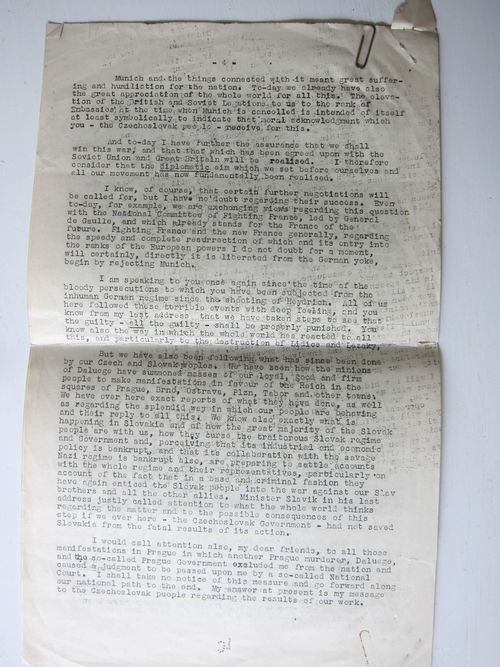 - 4 -
Munich and the things connected with it meant great suffer-
ing and humiliation for the nation. To-day we already have also
the great appreciation of the whole world for all this. The eleva-
tion of the British and Soviet Legations to us to the rank of
Embassies at the time when Munich is cancelled is intended of itself
at least symbolically to indicate that moral acknowledgment which
you - the Czechoslovak people - receive for this.
And to-day I have further the assurance that we shall
win this war, and that that which has been agreed upon with the
Soviet Union and Great Britain will be realised. I therefore
consider that the diplomatic aim which we set before ourselves and
all our movement has now fundamentally been realised.
I know, of course, that certain further negotiations will
be called for, but I have no doubt regarding their success. Even
to-day, for example, we are exchanging views regarding this question
with the National Committee of Fighting France, led by General
de Gaulle, and which already stands for the France of the
future. Fighting France and the new France generally, regarding
the speedy and complete resurrection of which and its entry into
the ranks of the European powers I do not doubt for a moment,
will certainly, directly it is liberated from the German yoke,
begin by rejecting Munich.
I am speaking to you once again since the time of the
bloody persecutions to which you have been subjected from the
inhuman German regime since the shooting of Heydrich. All of us
here followed these terrible events with deep feeling, and you
know from my last address that we have taken steps to see that
the guilty - all the guilty - shall be properly punished. You
know also the way in which the whole world has reacted to all
this, and particularly to the destruction of Lidice and Lezaky.
But we have also been following what has since been done
by our Czech and Slovak peoples. We have seen how the minions
of Daluege have summoned masses of our loyal, good and firm
people to make manifestations in favour of the Reich in the
squares of Prague, Brno, Ostrava, Plzn, Tabor and other towns.
We have over here exact reports of what they have done, as well
as regarding the splendid way in which our people are behaving
and their reply to all this. We know also exactly what is
happening in Slovakia and of how the great majority of the Slovak
people are with us, how they curse the traitorous Slovak regime
and Government and, perceiving that its industrial and economic
policy is bankrupt, and that its collaboration with the savage
Nazi regime is bankrupt also, are preparing to settle accounts
with the whole regime and their representatives, particularly on
account of the fact that in a base and criminal fashion they
have again enticed the Slovak people into the war against our Slav
brothers and all the other allies. Minister Slavik in his last
address justly called attention to what the whole world thinks
regarding the matter and to the possible consequences of this
step if we over here - the Czechoslovak Government - had not saved
Slovakia from the fatal results of its action.
I would call attention also, my dear friends, to all those
manifestations in Prague in which another Prague murderer, Daluege,
and the so-called Prague Government excluded me from the nation and
caused a judgment to be passed upon me by a so-called National
Court. I shall take no notice of this measure and go forward along
our national path to the end. My answer at present is my message
to the Czechoslovak people regarding the results of our work.